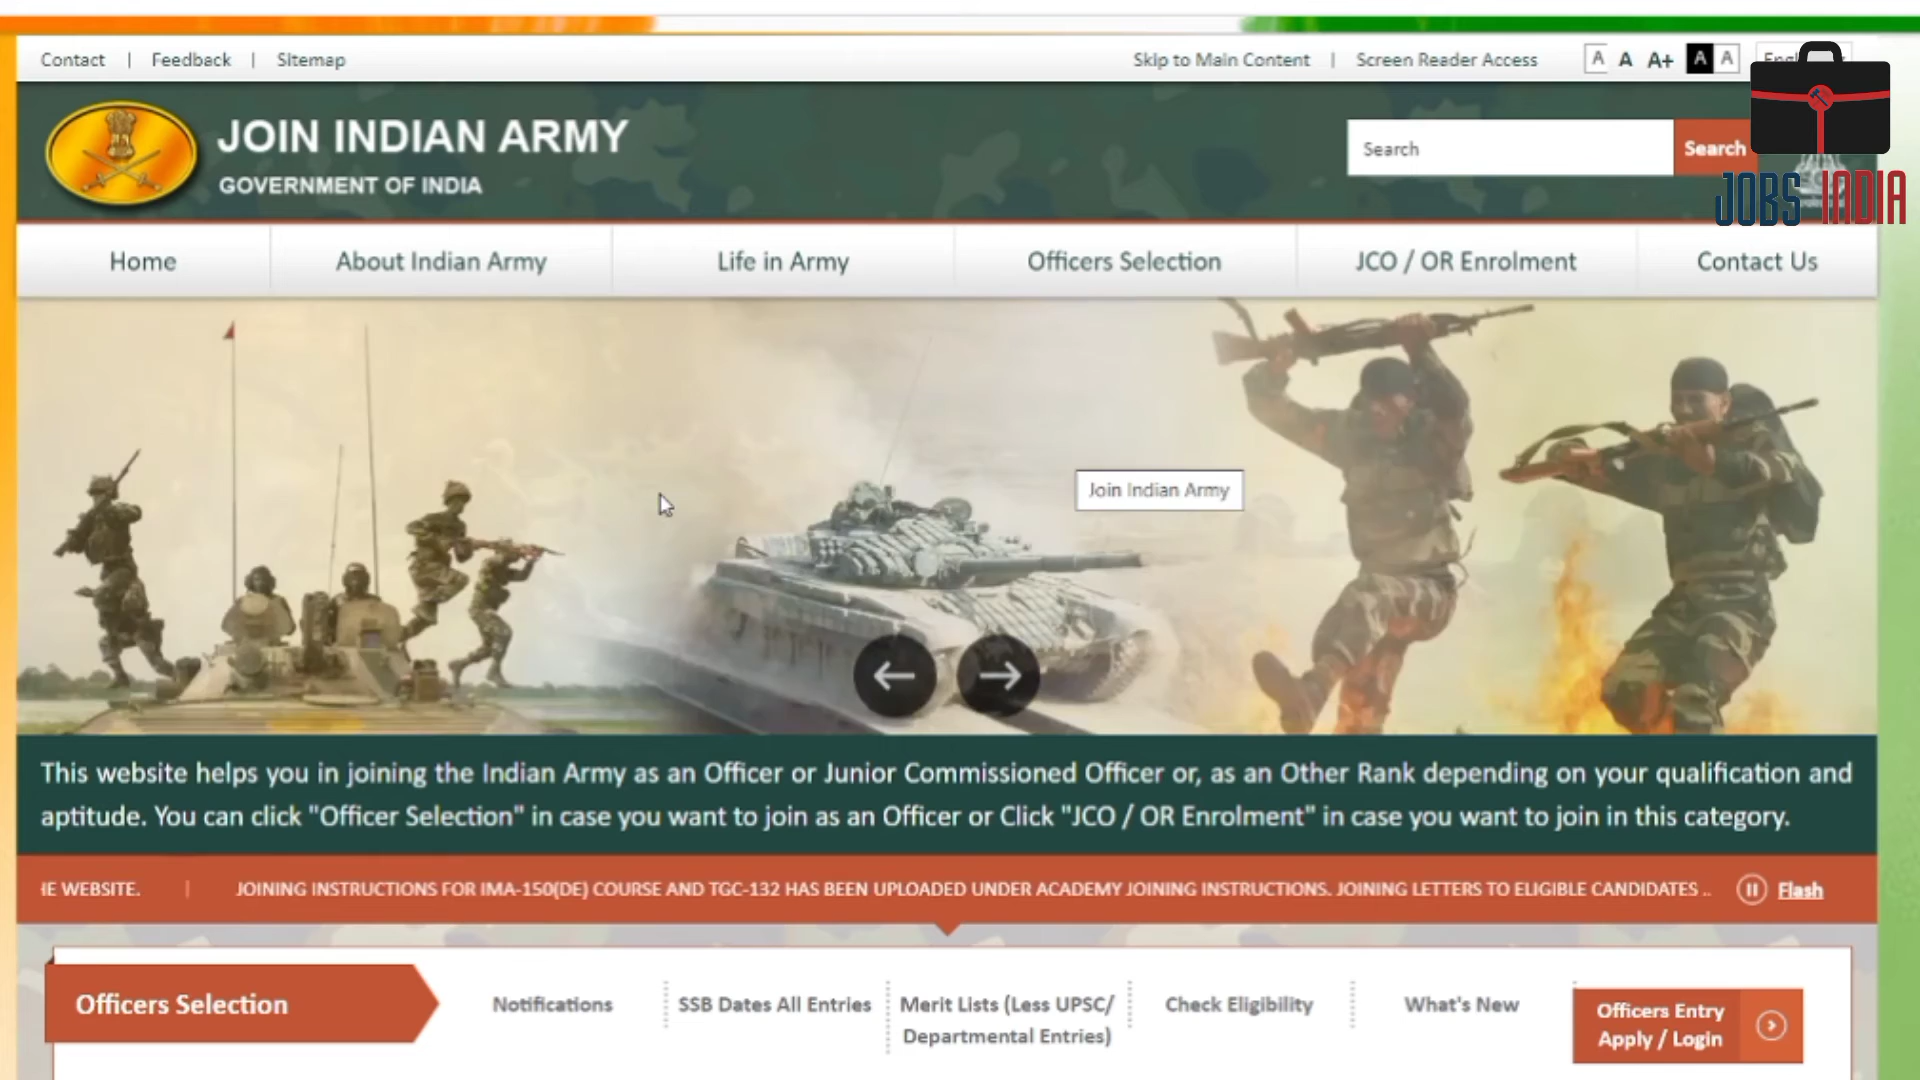 Contact | Feedback | Sitemap
Skip to Main Content | Screen Reader Access A A A+ A A
JOIN INDIAN ARMY
GOVERNMENT OF INDIA
Search Search
JOBS INDIA
Home About Indian Army Life in Army Officers Selection JCO / OR Enrolment Contact Us
Join Indian Army
This website helps you in joining the Indian Army as an Officer or Junior Commissioned Officer or, as an Other Rank depending on your qualification and
aptitude. You can click "Officer Selection" in case you want to join as an Officer or Click "JCO / OR Enrolment" in case you want to join in this category.
WEBSITE. | JOINING INSTRUCTIONS FOR IMA-150(DE) COURSE AND TGC-132 HAS BEEN UPLOADED UNDER ACADEMY JOINING INSTRUCTIONS. JOINING LETTERS TO ELIGIBLE CANDIDATES .. Flash
Officers Selection
Notifications
SSB Dates All Entries
Merit Lists (Less UPSC/
Departmental Entries)
Check Eligibility
What's New
Officers Entry
Apply / Login